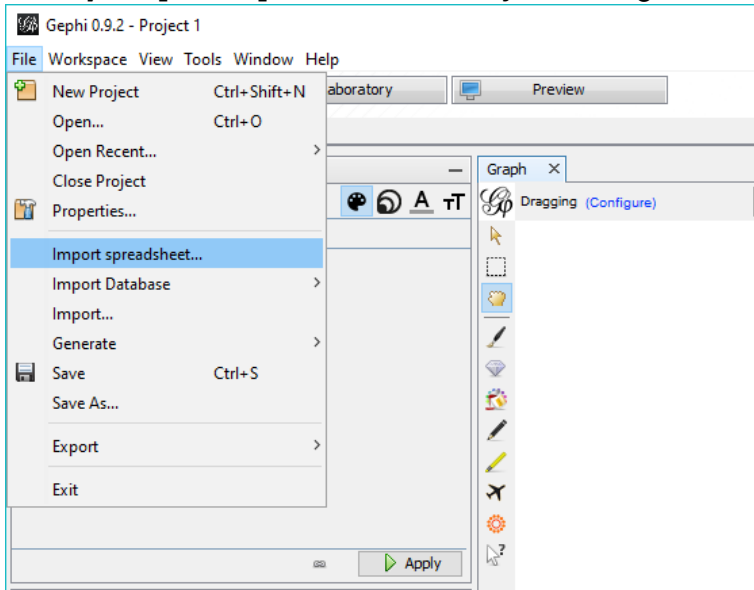 Gephi 0.9.2 - Project 1
File Workspace View Tools Window Help
New Project Ctrl+Shift+N
aboratory
Preview
Open... Ctrl+O
Open Recent...
Close Project
Graph
Properties...
A TT
Dragging (Configure)
Import spreadsheet...
Import Database
Import...
Generate
Save Ctrl+S
Save As...
Export
Exit
Apply